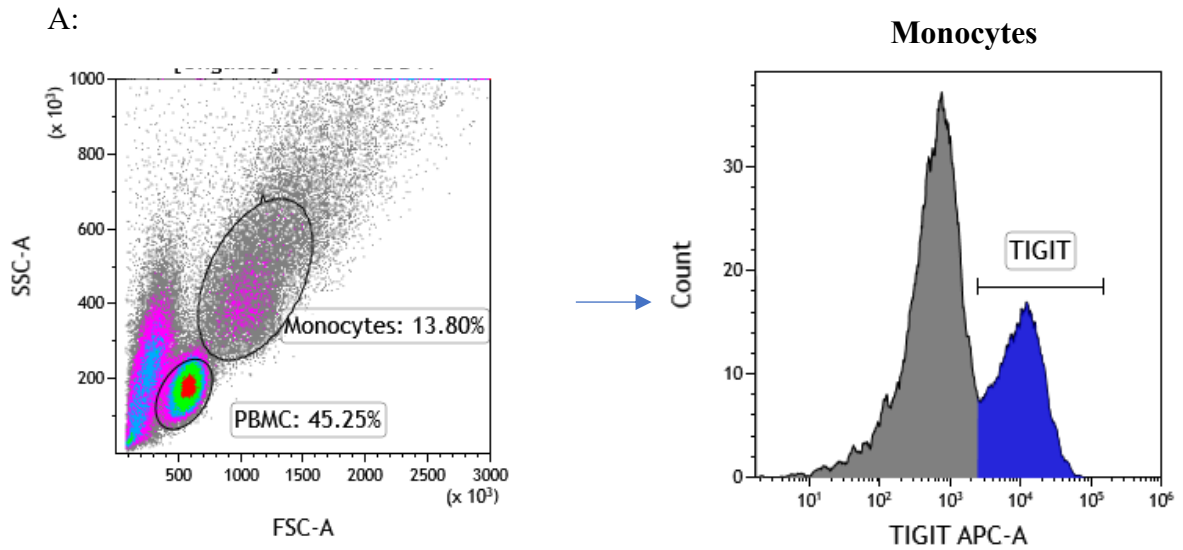 A:
Monocytes
1000
(x 10³)
800
600
400
200
SSC-A
Monocytes: 13.80%
PBMC: 45.25%
500 1000 1500 2000 2500 3000
(x 10³)
FSC-A
30
20
10
0
Count
TIGIT
10¹ 10² 10³ 10⁴ 10⁵ 10⁶
TIGIT APC-A